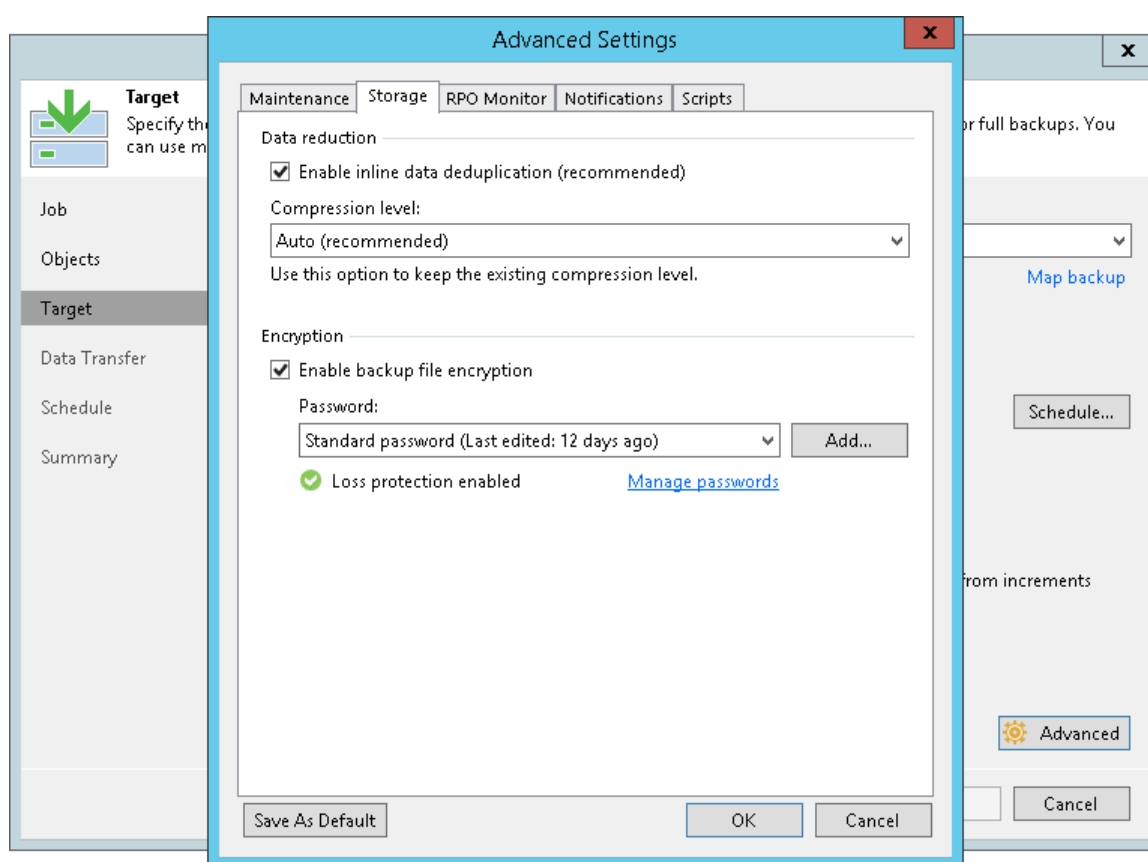 Advanced Settings
x
x
Target
Specify th
or full backups. You
can use m
Job
Objects
Target
Data Transfer
Schedule
Summary
Maintenance
Storage
RPO Monitor
Notifications
Scripts
Data reduction
Enable inline data deduplication (recommended)
Compression level:
Auto (recommended)
Use this option to keep the existing compression level.
Encryption
Enable backup file encryption
Password:
Standard password (Last edited: 12 days ago)
Add...
Loss protection enabled
Manage passwords
Map backup
Schedule...
from increments
Advanced
Save As Default
OK
Cancel
Cancel